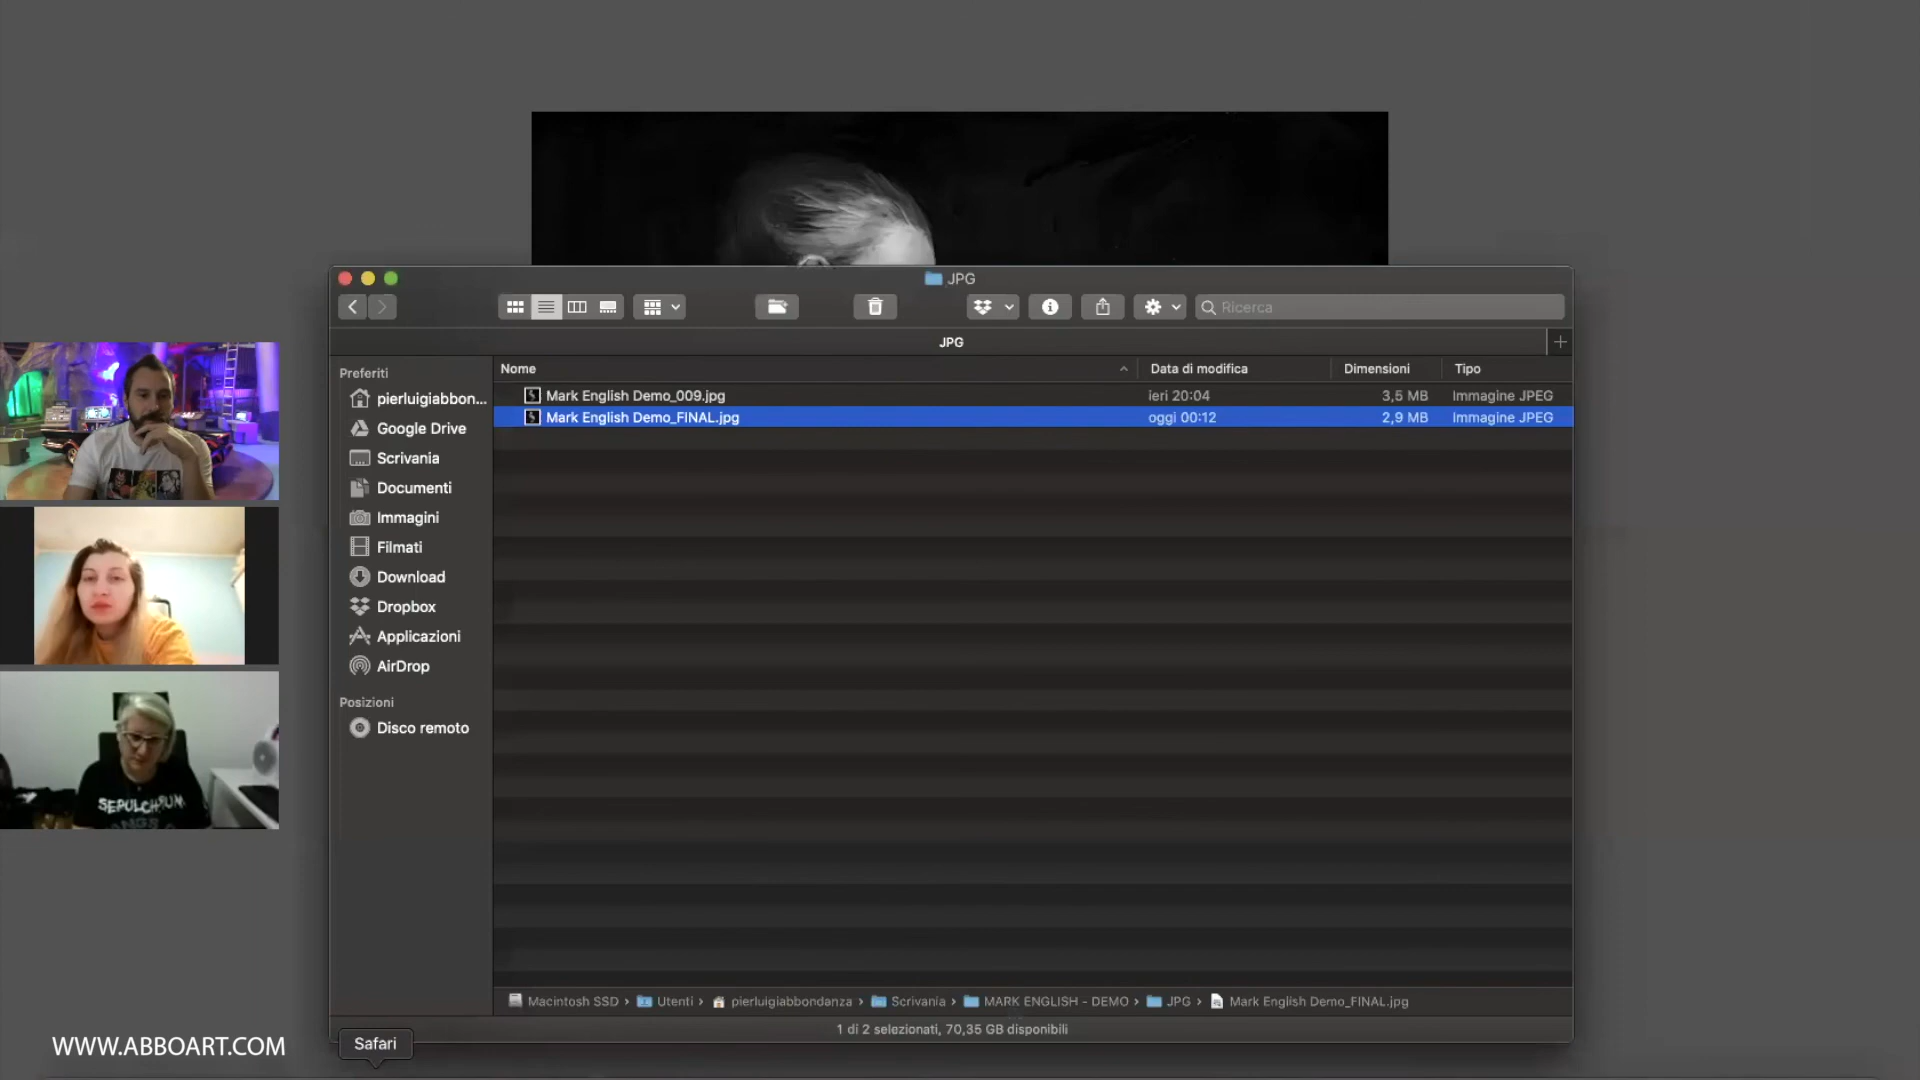 JPG
Ricerca
JPG
Preferiti
pierluigiabbon...
Google Drive
Scrivania
Documenti
Immagini
Filmati
Download
Dropbox
Applicazioni
AirDrop
Posizioni
Disco remoto
Nome Data di modifica Dimensioni Tipo
Mark English Demo_009.jpg ieri 20:04 3,5 MB Immagine JPEG
Mark English Demo_FINAL.jpg oggi 00:12 2,9 MB Immagine JPEG
Macintosh SSD › Utenti › pierluigiabbondanza › Scrivania › MARK ENGLISH - DEMO › JPG › Mark English Demo_FINAL.jpg
1 di 2 selezionati, 70,35 GB disponibili
SEPULCHRUM
WWW.ABBOART.COM
Safari